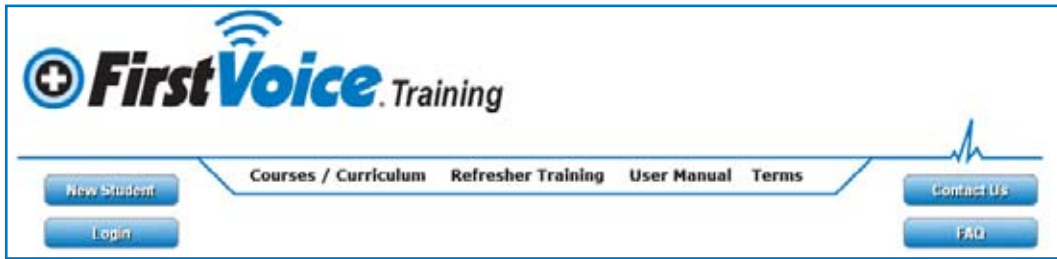 FirstVoice. Training
Courses / Curriculum Refresher Training User Manual Terms
New Student
Contact Us
Login
FAQ